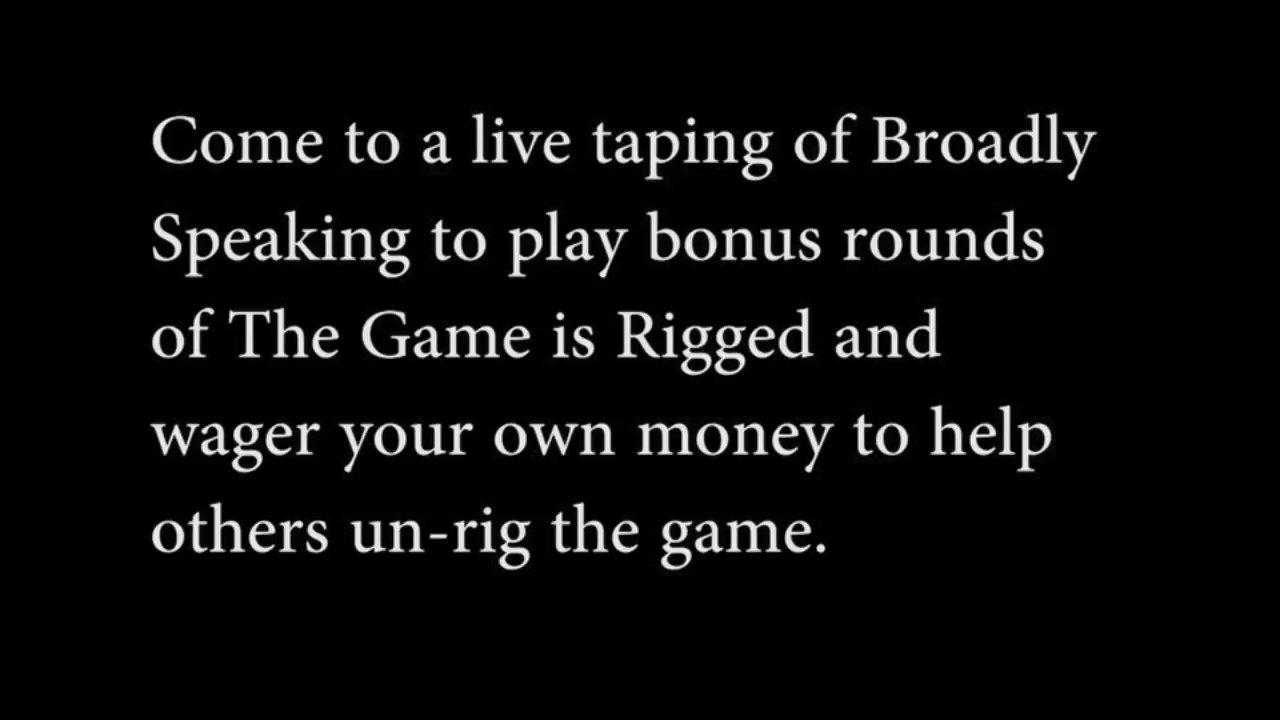 Come to a live taping of Broadly
Speaking to play bonus rounds
of The Game is Rigged and
wager your own money to help
others un-rig the game.